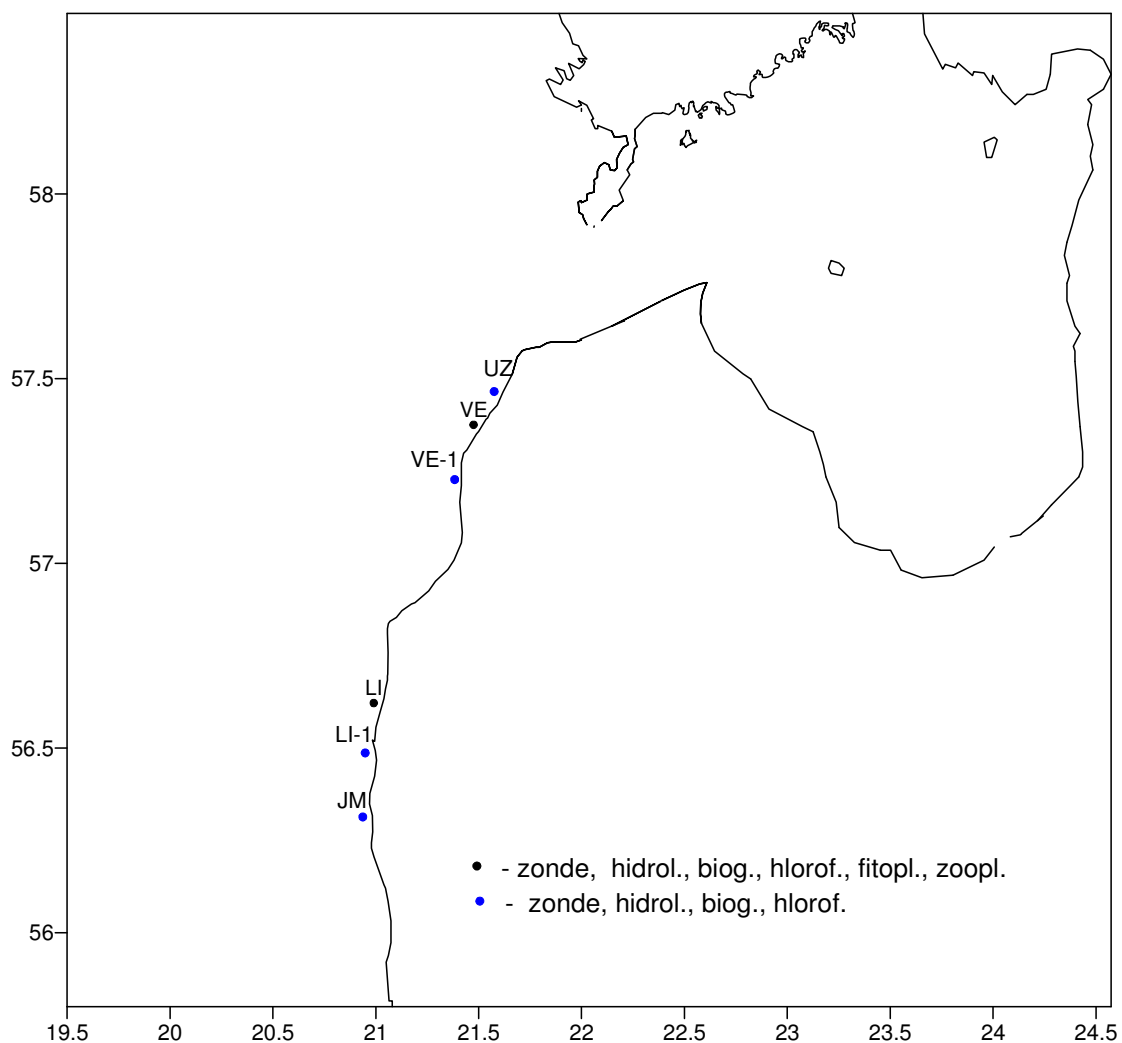 58
57.5
57
56.5
56
UZ
VE
VE-1
LI
LI-1
JM
- zonde, hidrol., biog., hlorof., fitopl., zoopl.
- zonde, hidrol., biog., hlorof.
19.5 20 20.5 21 21.5 22 22.5 23 23.5 24 24.5